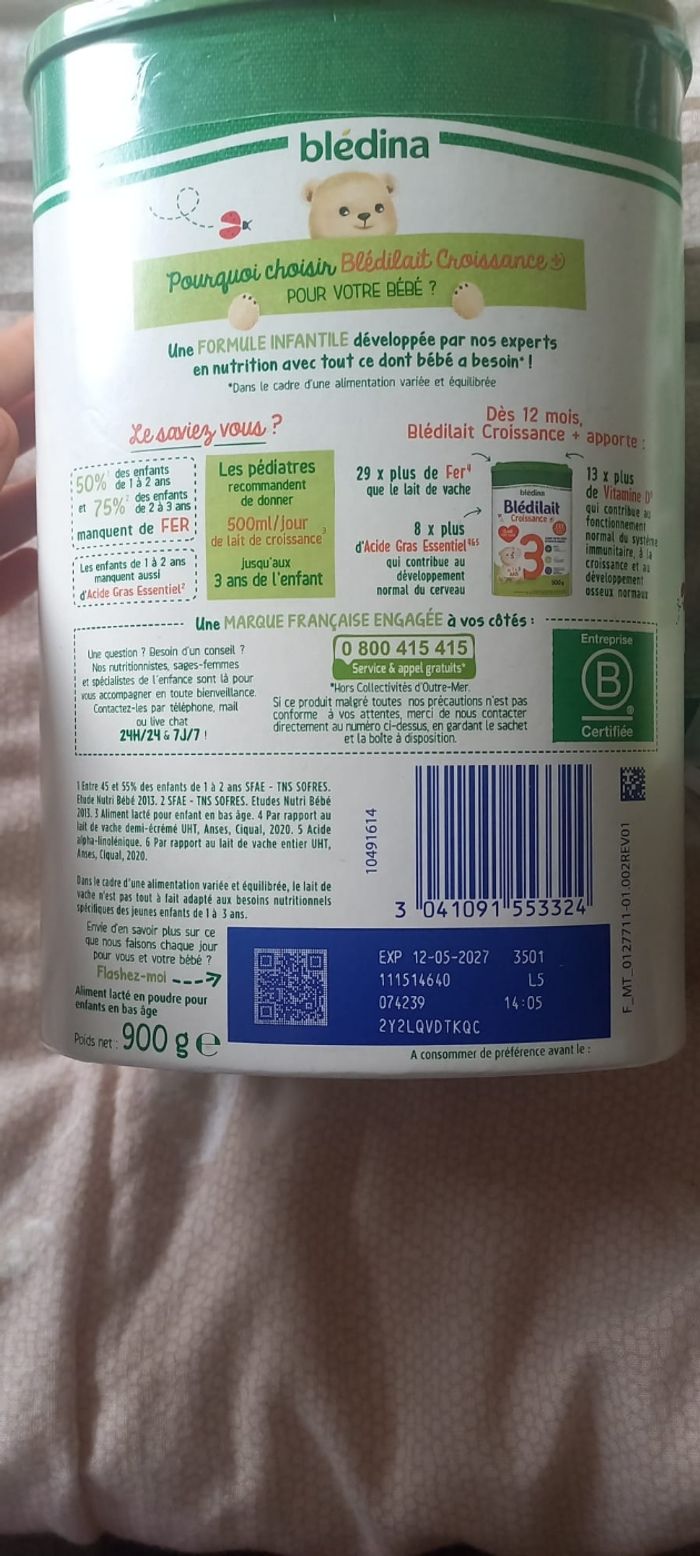 blédina
Pourquoi choisir Blédilait Croissance +
POUR VOTRE BÉBÉ ?
Une FORMULE INFANTILE développée par nos experts
en nutrition avec tout ce dont bébé a besoin* !
*Dans le cadre d'une alimentation variée et équilibrée
Le saviez vous ?
50%¹ des enfants
de 1 à 2 ans
et 75%² des enfants
de 2 à 3 ans
manquent de FER
Les enfants de 1 à 2 ans
manquent aussi
d'Acide Gras Essentiel²
Les pédiatres
recommandent
de donner
500ml/jour
de lait de croissance³
Jusqu'aux
3 ans de l'enfant
Dès 12 mois,
Blédilait Croissance + apporte :
29 x plus de Fer⁴
que le lait de vache
8 x plus
d'Acide Gras Essentiel⁴ ⁶ ⁵
qui contribue au
développement
normal du cerveau
blédina
Blédilait
Croissance +
3
900g
13 x plus
de Vitamine D⁶
qui contribue au
fonctionnement
normal du système
immunitaire, à la
croissance et au
développement
osseux normaux
Une MARQUE FRANÇAISE ENGAGÉE à vos côtés :
Une question ? Besoin d'un conseil ?
Nos nutritionnistes, sages-femmes
et spécialistes de l'enfance sont là pour
vous accompagner en toute bienveillance.
Contactez-les par téléphone, mail
ou live chat
24H/24 & 7J/7 !
0 800 415 415
Service & appel gratuits*
*Hors Collectivités d'Outre-Mer.
Si ce produit malgré toutes nos précautions n'est pas
conforme à vos attentes, merci de nous contacter
directement au numéro ci-dessus, en gardant le sachet
et la boîte à disposition.
Entreprise
B
®
Certifiée
1 Entre 45 et 55% des enfants de 1 à 2 ans SFAE - TNS SOFRES.
Etude Nutri Bébé 2013. 2 SFAE - TNS SOFRES. Etudes Nutri Bébé
2013. 3 Aliment lacté pour enfant en bas âge. 4 Par rapport au
lait de vache demi-écrémé UHT, Anses, Ciqual, 2020. 5 Acide
alpha-linolénique. 6 Par rapport au lait de vache entier UHT,
Anses, Ciqual, 2020.
Dans le cadre d'une alimentation variée et équilibrée, le lait de
vache n'est pas tout à fait adapté aux besoins nutritionnels
spécifiques des jeunes enfants de 1 à 3 ans.
10491614
3 041091 553324
F_MT_0127711-01.002REV01
Envie d'en savoir plus sur ce
que nous faisons chaque jour
pour vous et votre bébé ?
Flashez-moi
Aliment lacté en poudre pour
enfants en bas âge
Poids net : 900 g e
EXP 12-05-2027 3501
111514640 L5
074239 14:05
2Y2LQVDTKQC
A consommer de préférence avant le :